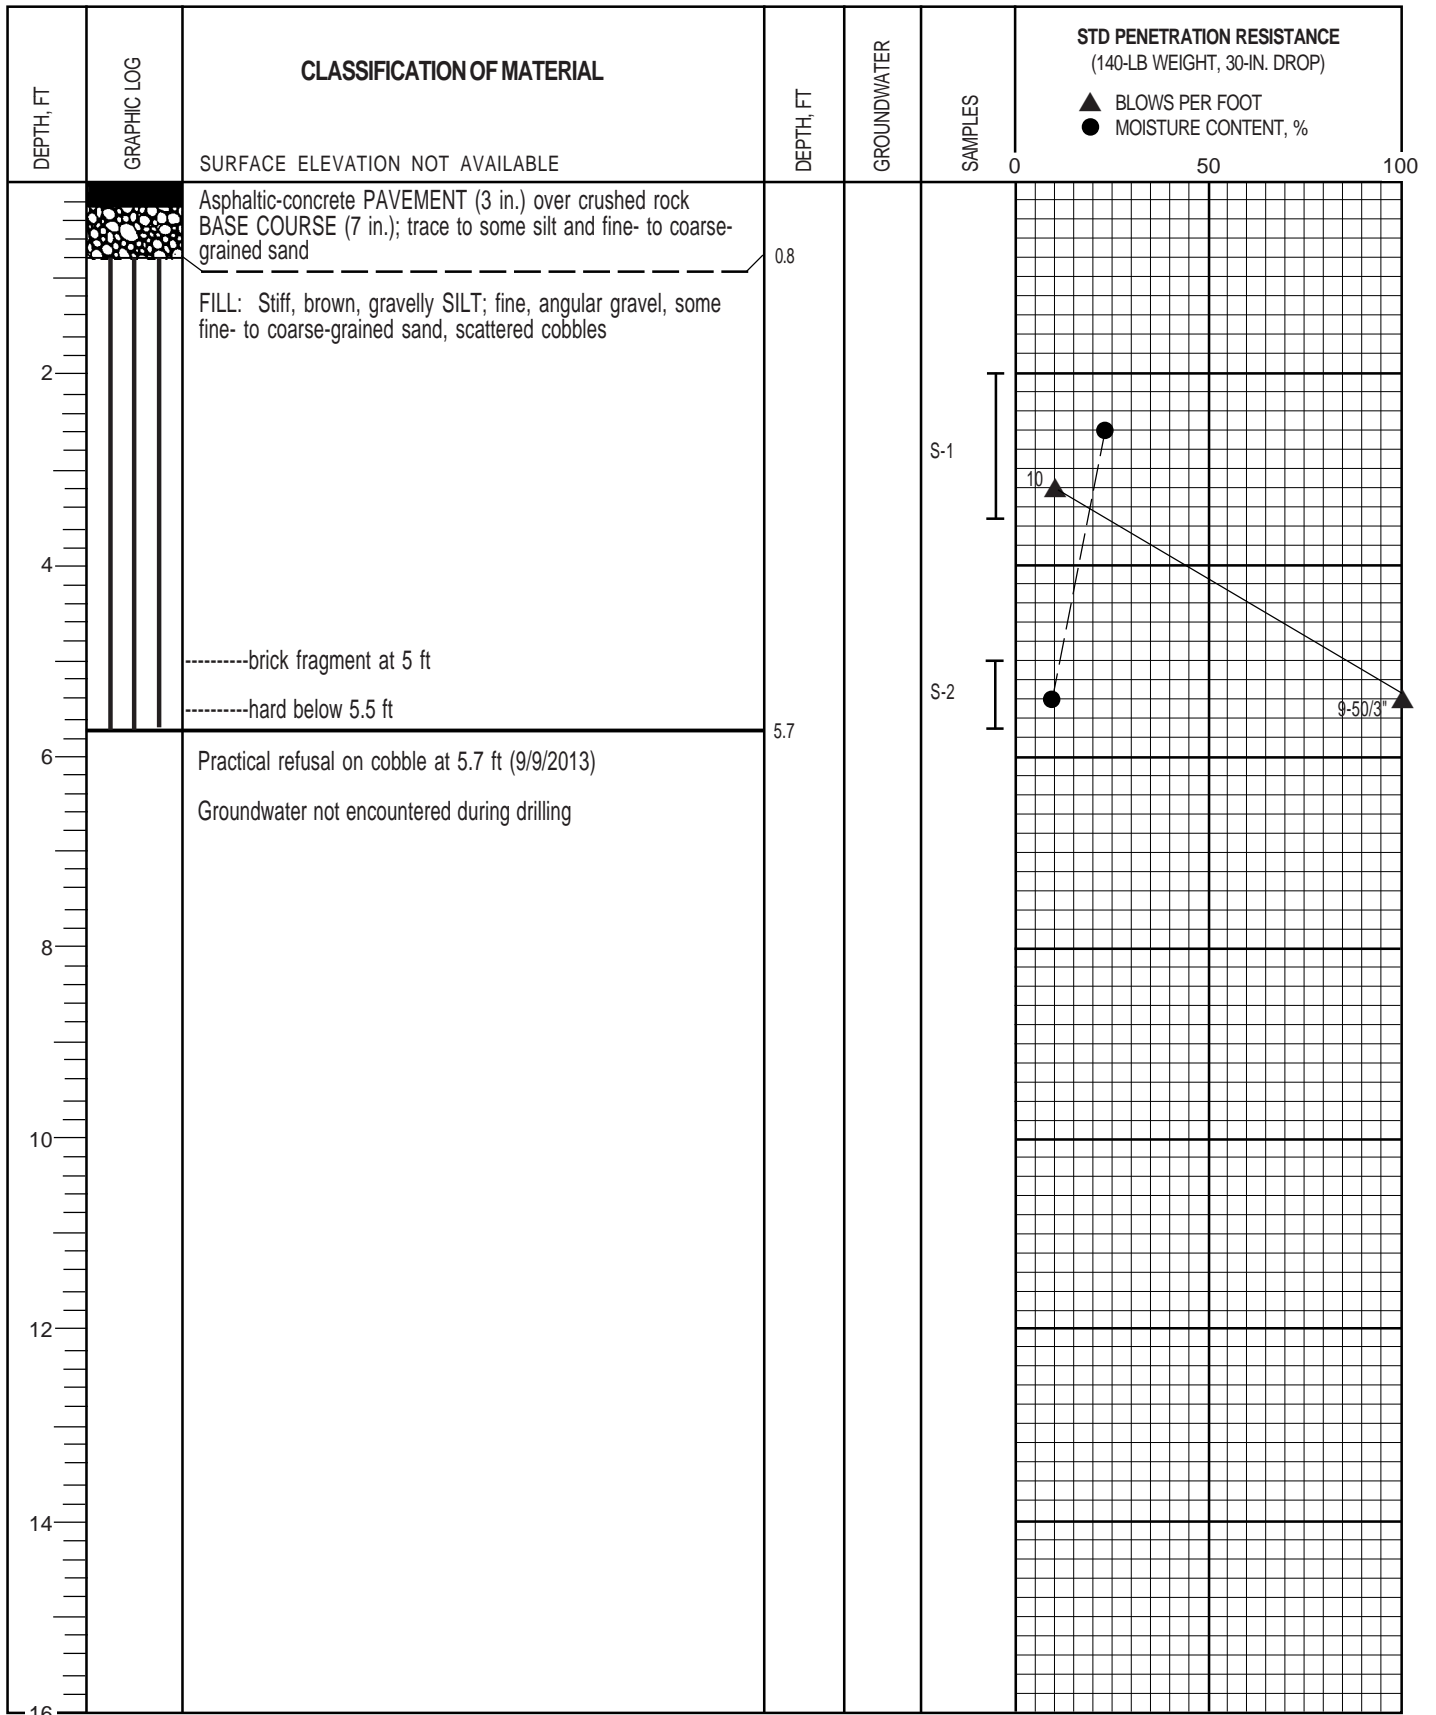 DEPTH, FT
GRAPHIC LOG
CLASSIFICATION OF MATERIAL
SURFACE ELEVATION NOT AVAILABLE
DEPTH, FT
GROUNDWATER
SAMPLES
STD PENETRATION RESISTANCE
(140-LB WEIGHT, 30-IN. DROP)
BLOWS PER FOOT
MOISTURE CONTENT, %
0 50 100
Asphaltic-concrete PAVEMENT (3 in.) over crushed rock
BASE COURSE (7 in.); trace to some silt and fine- to coarse-
grained sand
0.8
FILL: Stiff, brown, gravelly SILT; fine, angular gravel, some
fine- to coarse-grained sand, scattered cobbles
2
S-1
10
4
---------brick fragment at 5 ft
S-2
---------hard below 5.5 ft
9-50/3"
5.7
6
Practical refusal on cobble at 5.7 ft (9/9/2013)
Groundwater not encountered during drilling
8
10
12
14
16